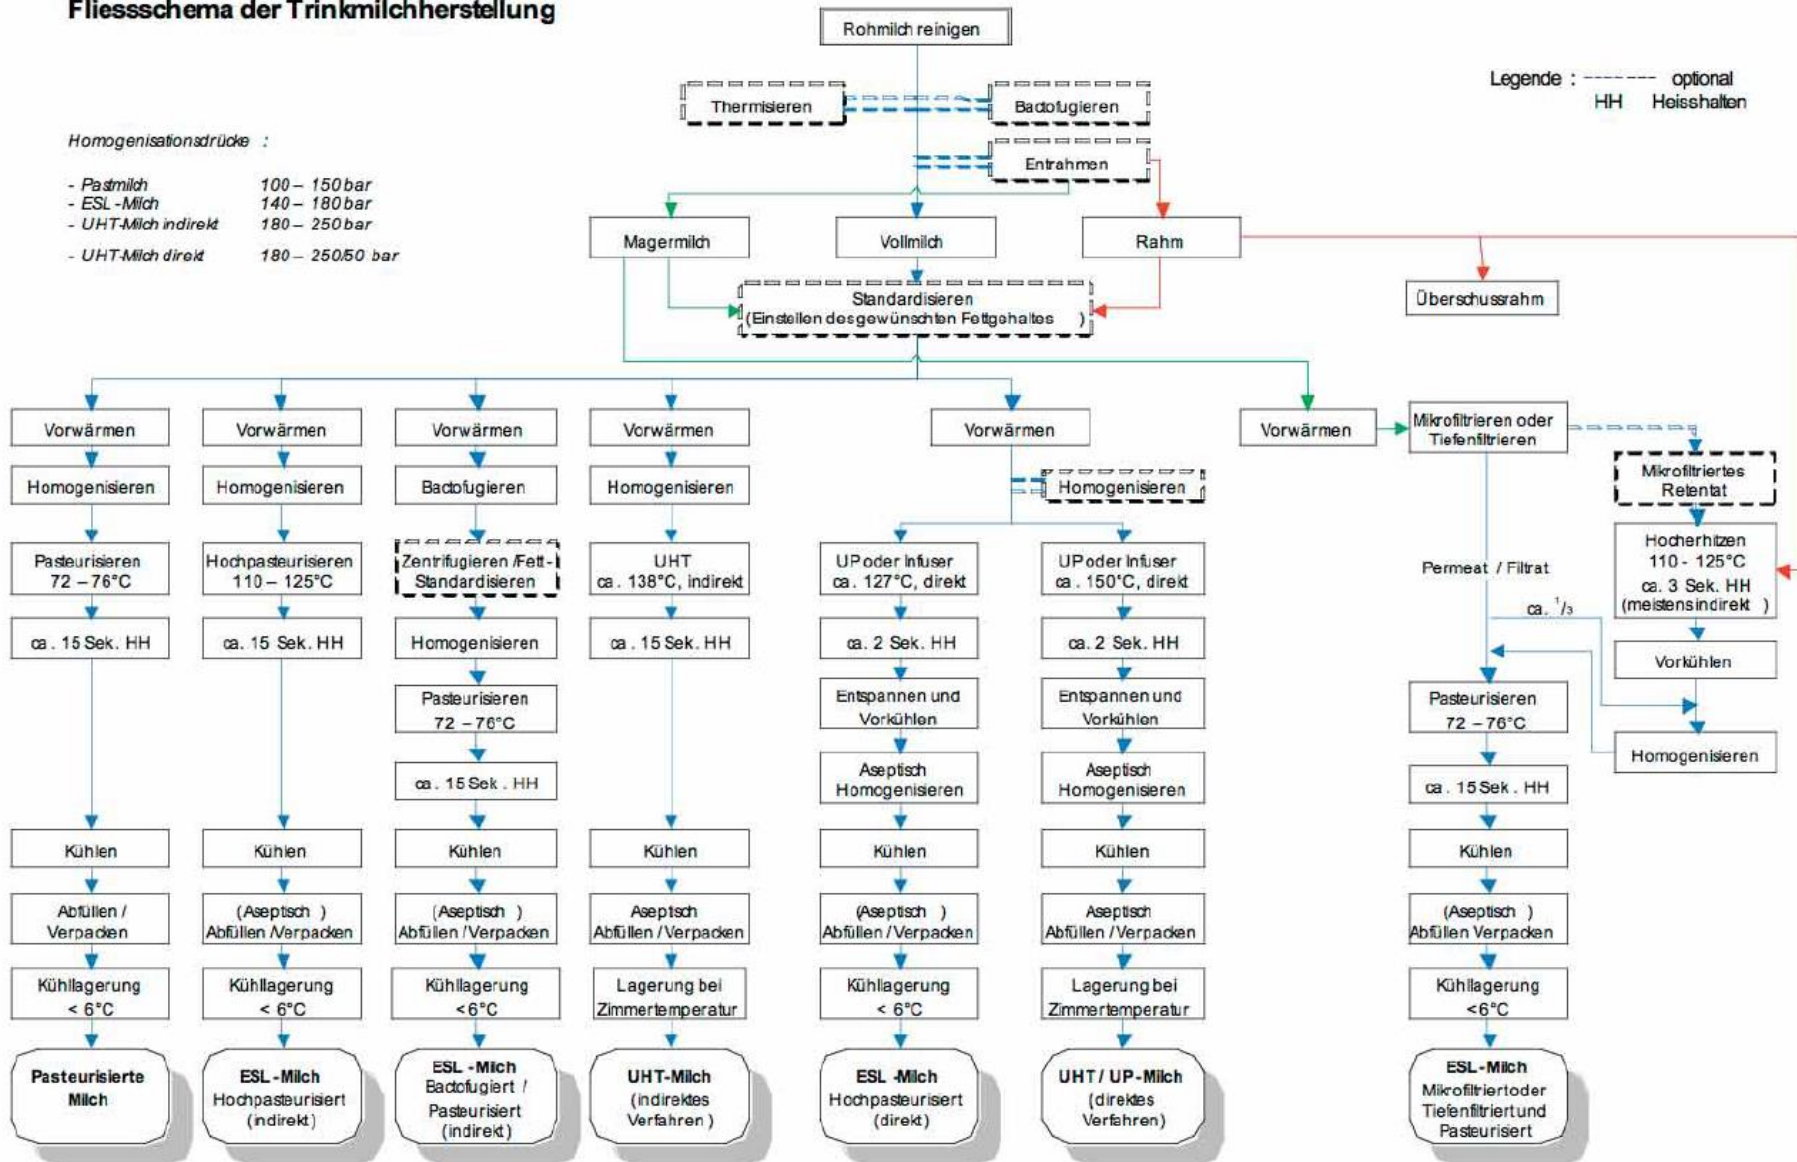 Fliessschema der Trinkmilchherstellung
Rohmilch reinigen
Legende : ------- optional
HH Heisshalten
Thermisieren
Bactofugieren
Homogenisationsdrücke :
- Pastmilch 100 – 150 bar
- ESL -Milch 140 – 180 bar
- UHT-Milch indirekt 180 – 250 bar
- UHT-Milch direkt 180 – 250/50 bar
Entrahmen
Magermilch
Vollmilch
Rahm
Überschussrahm
Standardisieren
(Einstellen des gewünschten Fettgehaltes )
Vorwärmen
Homogenisieren
Pasteurisieren
72 – 76°C
ca. 15 Sek. HH
Kühlen
Abfüllen /
Verpacken
Kühllagerung
< 6°C
Pasteurisierte
Milch
Vorwärmen
Homogenisieren
Hochpasteurisieren
110 – 125°C
ca. 15 Sek. HH
Kühlen
(Aseptisch )
Abfüllen /Verpacken
Kühllagerung
< 6°C
ESL -Milch
Hochpasteurisiert
(indirekt)
Vorwärmen
Bactofugieren
Zentrifugieren /Fett-
Standardisieren
Homogenisieren
Pasteurisieren
72 – 76°C
ca. 15 Sek. HH
Kühlen
(Aseptisch )
Abfüllen /Verpacken
Kühllagerung
<6°C
ESL -Milch
Bactofugiert /
Pasteurisiert
(indirekt)
Vorwärmen
Homogenisieren
UHT
ca. 138°C, indirekt
ca. 15 Sek. HH
Kühlen
Aseptisch
Abfüllen /Verpacken
Lagerung bei
Zimmertemperatur
UHT-Milch
(indirektes
Verfahren )
Vorwärmen
Homogenisieren
UP oder Infuser
ca. 127°C, direkt
ca. 2 Sek. HH
Entspannen und
Vorkühlen
Aseptisch
Homogenisieren
Kühlen
(Aseptisch )
Abfüllen /Verpacken
Kühllagerung
< 6°C
ESL -Milch
Hochpasteurisiert
(direkt)
UP oder Infuser
ca. 150°C, direkt
ca. 2 Sek. HH
Entspannen und
Vorkühlen
Aseptisch
Homogenisieren
Kühlen
Aseptisch
Abfüllen /Verpacken
Lagerung bei
Zimmertemperatur
UHT / UP-Milch
(direktes
Verfahren )
Vorwärmen
Mikrofiltrieren oder
Tiefenfiltrieren
Permeat / Filtrat
ca. 1/3
Pasteurisieren
72 – 76°C
ca. 15 Sek. HH
Kühlen
(Aseptisch )
Abfüllen Verpacken
Kühllagerung
<6°C
ESL -Milch
Mikrofiltriert oder
Tiefenfiltriert und
Pasteurisiert
Mikrofiltriertes
Retentat
Hocherhitzen
110 - 125°C
ca. 3 Sek. HH
(meistens indirekt )
Vorkühlen
Homogenisieren